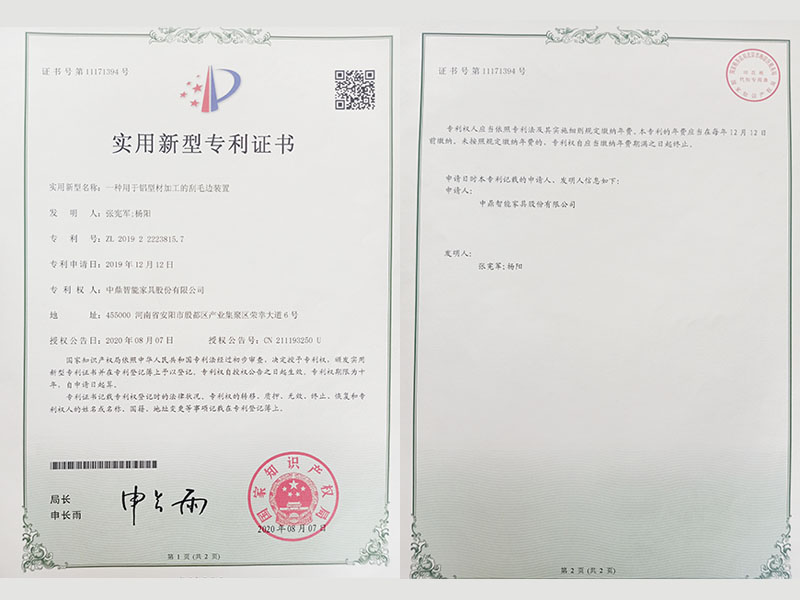 证书号第11171394号
实用新型专利证书
实用新型名称：一种用于铝型材加工的刮毛边装置
发 明 人：张宪军;杨阳
专 利 号：ZL 2019 2 2223815.7
专利申请日：2019年12月12日
专 利 权 人：中鼎智能家具股份有限公司
地 址：455000 河南省安阳市殷都区产业集聚区荣幸大道6号
授权公告日：2020年08月07日 授权公告号：CN 211193250 U
国家知识产权局依照中华人民共和国专利法经过初步审查，决定授予专利权，颁发实用
新型专利证书并在专利登记簿上予以登记。专利权自授权公告之日起生效。专利权期限为十
年，自申请日起算。
专利证书记载专利权登记时的法律状况。专利权的转移、质押、无效、终止、恢复和专
利权人的姓名或名称、国籍、地址变更等事项记载在专利登记簿上。
局长
申长雨
申长雨
国家知识产权局
2020年08月07日
第 1 页 (共 2 页)
证书号第11171394号
专利权人应当依照专利法及其实施细则规定缴纳年费。本专利的年费应当在每年12月12日
前缴纳。未按照规定缴纳年费的，专利权自应当缴纳年费期满之日起终止。
申请日时本专利记载的申请人、发明人信息如下：
申请人：
中鼎智能家具股份有限公司
发明人：
张宪军;杨阳
第 2 页 (共 2 页)